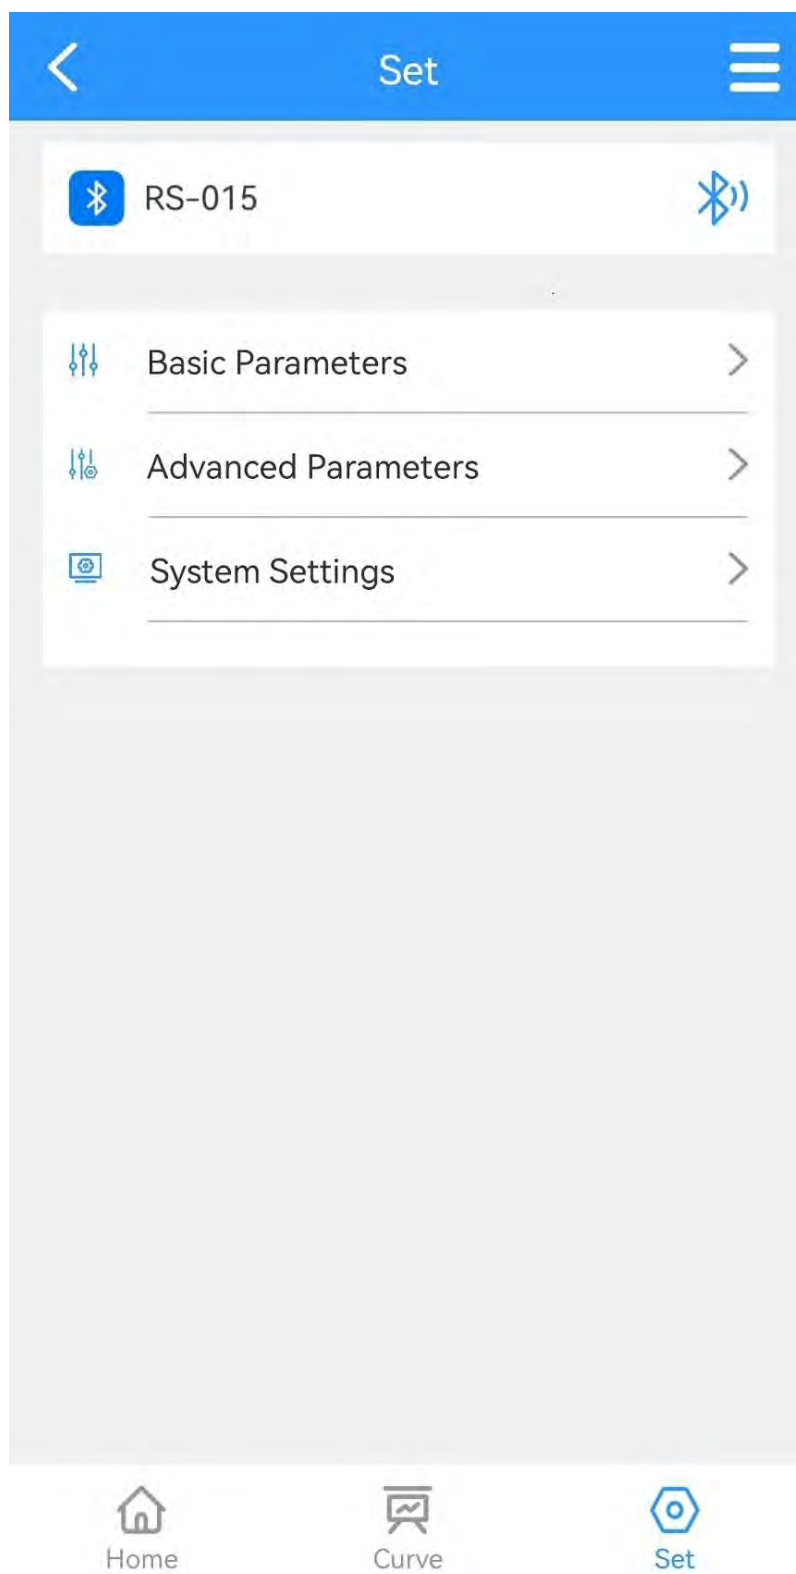 Set
RS-015
Basic Parameters
Advanced Parameters
System Settings
Home
Curve
Set